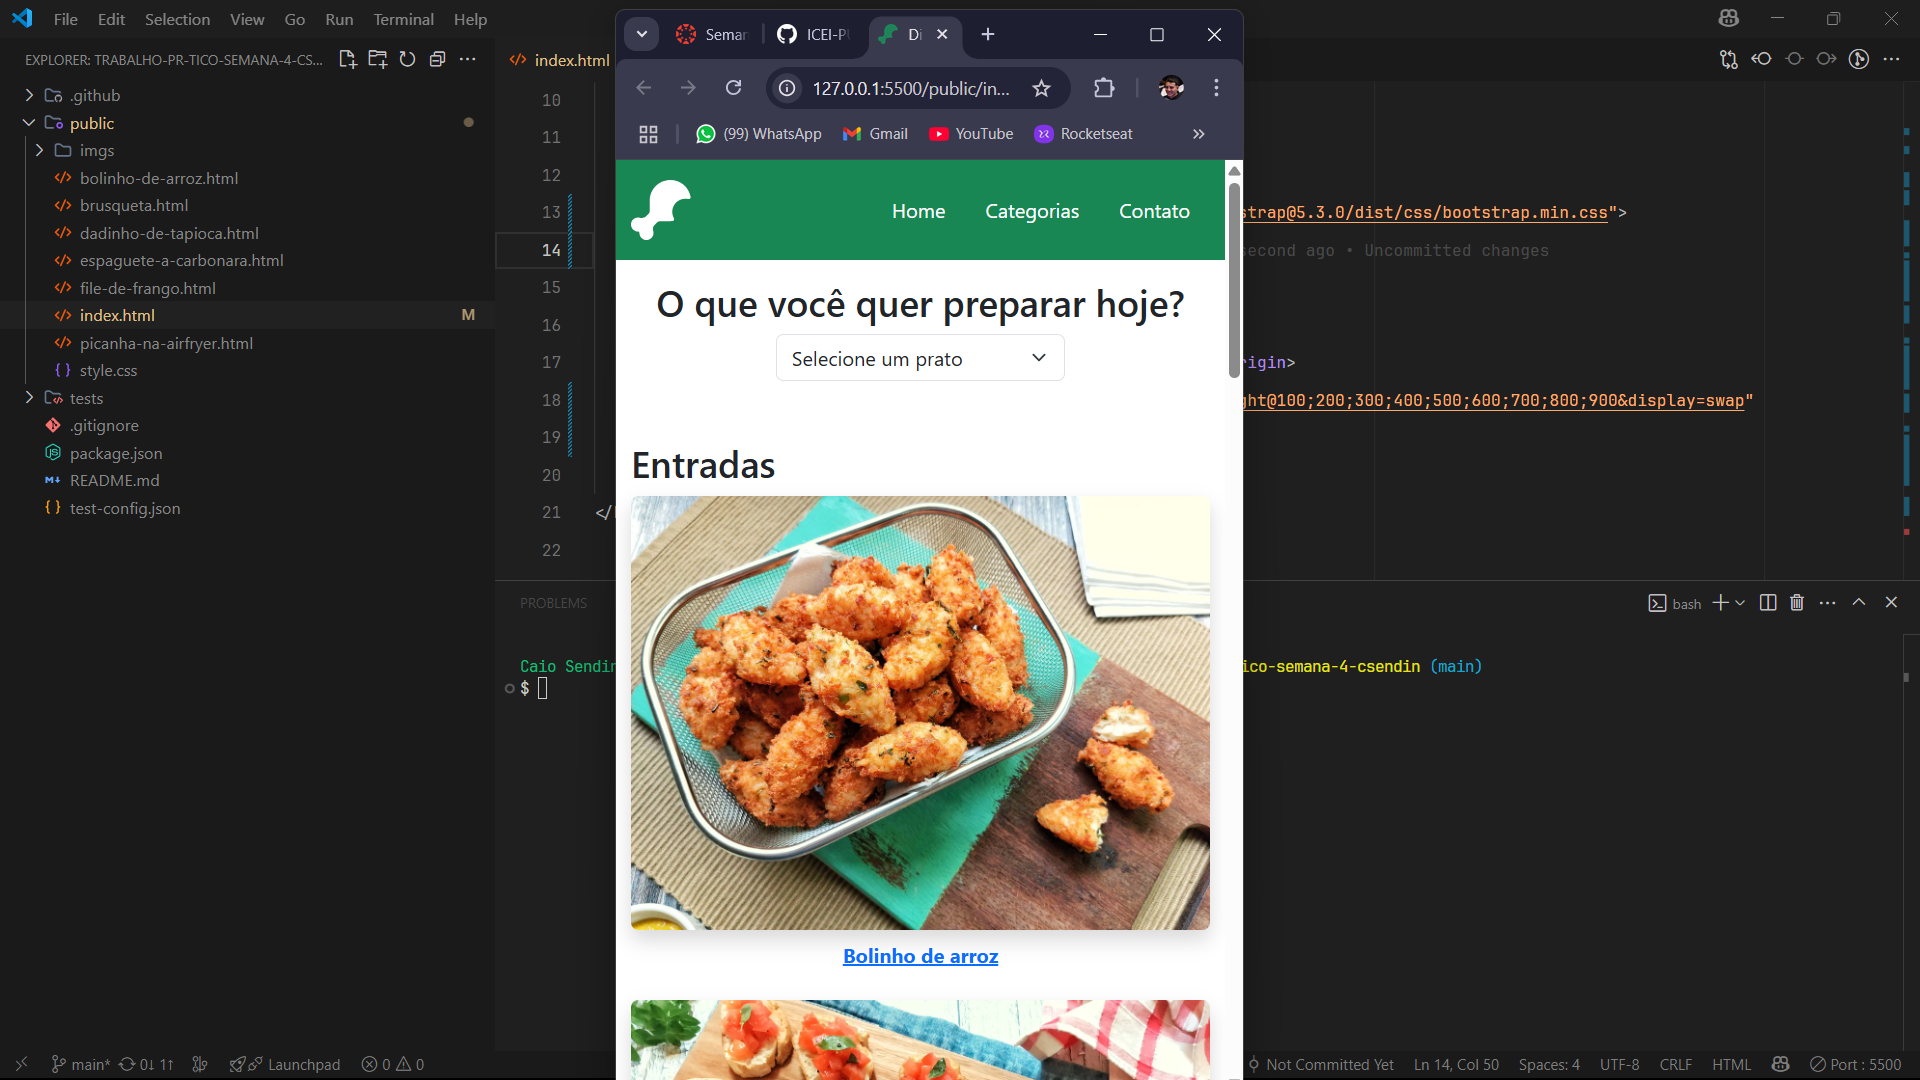 File Edit Selection View Go Run Terminal Help
EXPLORER: TRABALHO-PR-TICO-SEMANA-4-CS...
.github
public
imgs
bolinho-de-arroz.html
brusqueta.html
dadinho-de-tapioca.html
espaguete-a-carbonara.html
file-de-frango.html
index.html M
picanha-na-airfryer.html
style.css
tests
.gitignore
package.json
README.md
test-config.json
index.html
10
11
12
13 strap@5.3.0/dist/css/bootstrap.min.css">
14 second ago • Uncommitted changes
15
16
17 rigin>
18 ght@100;200;300;400;500;600;700;800;900&display=swap"
19
20
21 </
22
Semar ICEI-PU Di
127.0.0.1:5500/public/in...
(99) WhatsApp Gmail YouTube Rocketseat »
Home Categorias Contato
O que você quer preparar hoje?
Selecione um prato
Entradas
Bolinho de arroz
PROBLEMS
bash
Caio Sendin
tico-semana-4-csendin (main)
$
main* 0↓ 1↑ Launchpad 0 0
Not Committed Yet Ln 14, Col 50 Spaces: 4 UTF-8 CRLF HTML Port : 5500